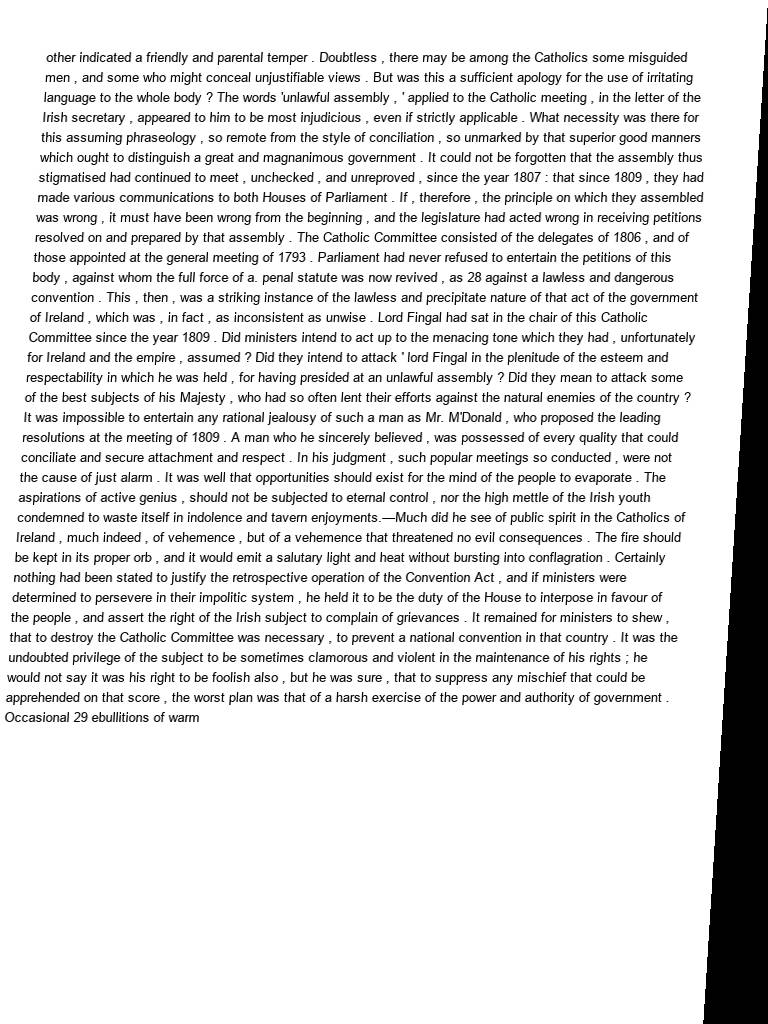 other indicated a friendly and parental temper . Doubtless , there may be among the Catholics some misguided
men , and some who might conceal unjustifiable views . But was this a sufficient apology for the use of irritating
language to the whole body ? The words 'unlawful assembly , ' applied to the Catholic meeting , in the letter of the
Irish secretary , appeared to him to be most injudicious , even if strictly applicable . What necessity was there for
this assuming phraseology , so remote from the style of conciliation , so unmarked by that superior good manners
which ought to distinguish a great and magnanimous government . It could not be forgotten that the assembly thus
stigmatised had continued to meet , unchecked , and unreproved , since the year 1807 : that since 1809 , they had
made various communications to both Houses of Parliament . If , therefore , the principle on which they assembled
was wrong , it must have been wrong from the beginning , and the legislature had acted wrong in receiving petitions
resolved on and prepared by that assembly . The Catholic Committee consisted of the delegates of 1806 , and of
those appointed at the general meeting of 1793 . Parliament had never refused to entertain the petitions of this
body , against whom the full force of a. penal statute was now revived , as 28 against a lawless and dangerous
convention . This , then , was a striking instance of the lawless and precipitate nature of that act of the government
of Ireland , which was , in fact , as inconsistent as unwise . Lord Fingal had sat in the chair of this Catholic
Committee since the year 1809 . Did ministers intend to act up to the menacing tone which they had , unfortunately
for Ireland and the empire , assumed ? Did they intend to attack ' lord Fingal in the plenitude of the esteem and
respectability in which he was held , for having presided at an unlawful assembly ? Did they mean to attack some
of the best subjects of his Majesty , who had so often lent their efforts against the natural enemies of the country ?
It was impossible to entertain any rational jealousy of such a man as Mr. M'Donald , who proposed the leading
resolutions at the meeting of 1809 . A man who he sincerely believed , was possessed of every quality that could
conciliate and secure attachment and respect . In his judgment , such popular meetings so conducted , were not
the cause of just alarm . It was well that opportunities should exist for the mind of the people to evaporate . The
aspirations of active genius , should not be subjected to eternal control , nor the high mettle of the Irish youth
condemned to waste itself in indolence and tavern enjoyments.—Much did he see of public spirit in the Catholics of
Ireland , much indeed , of vehemence , but of a vehemence that threatened no evil consequences . The fire should
be kept in its proper orb , and it would emit a salutary light and heat without bursting into conflagration . Certainly
nothing had been stated to justify the retrospective operation of the Convention Act , and if ministers were
determined to persevere in their impolitic system , he held it to be the duty of the House to interpose in favour of
the people , and assert the right of the Irish subject to complain of grievances . It remained for ministers to shew ,
that to destroy the Catholic Committee was necessary , to prevent a national convention in that country . It was the
undoubted privilege of the subject to be sometimes clamorous and violent in the maintenance of his rights ; he
would not say it was his right to be foolish also , but he was sure , that to suppress any mischief that could be
apprehended on that score , the worst plan was that of a harsh exercise of the power and authority of government .
Occasional 29 ebullitions of warm